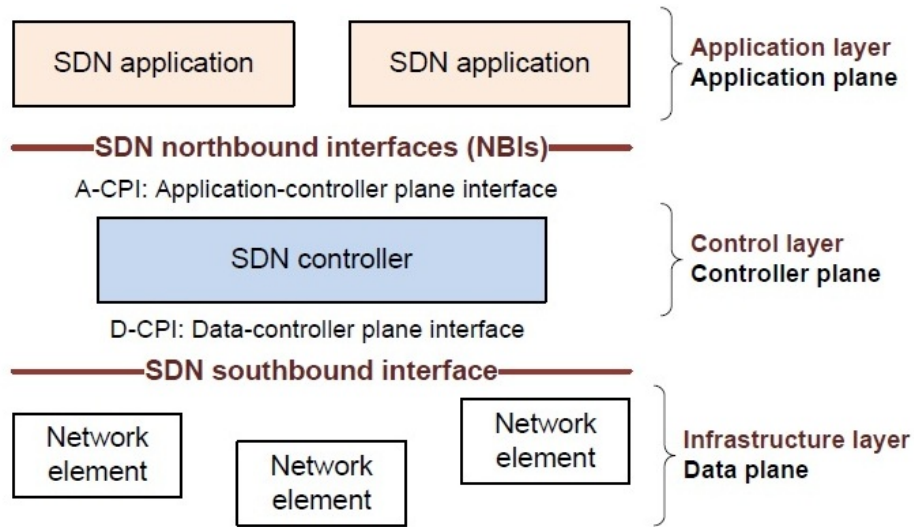 SDN application
SDN application
Application layer
Application plane
SDN northbound interfaces (NBIs)
A-CPI: Application-controller plane interface
SDN controller
Control layer
Controller plane
D-CPI: Data-controller plane interface
SDN southbound interface
Network
element
Network
element
Network
element
Infrastructure layer
Data plane